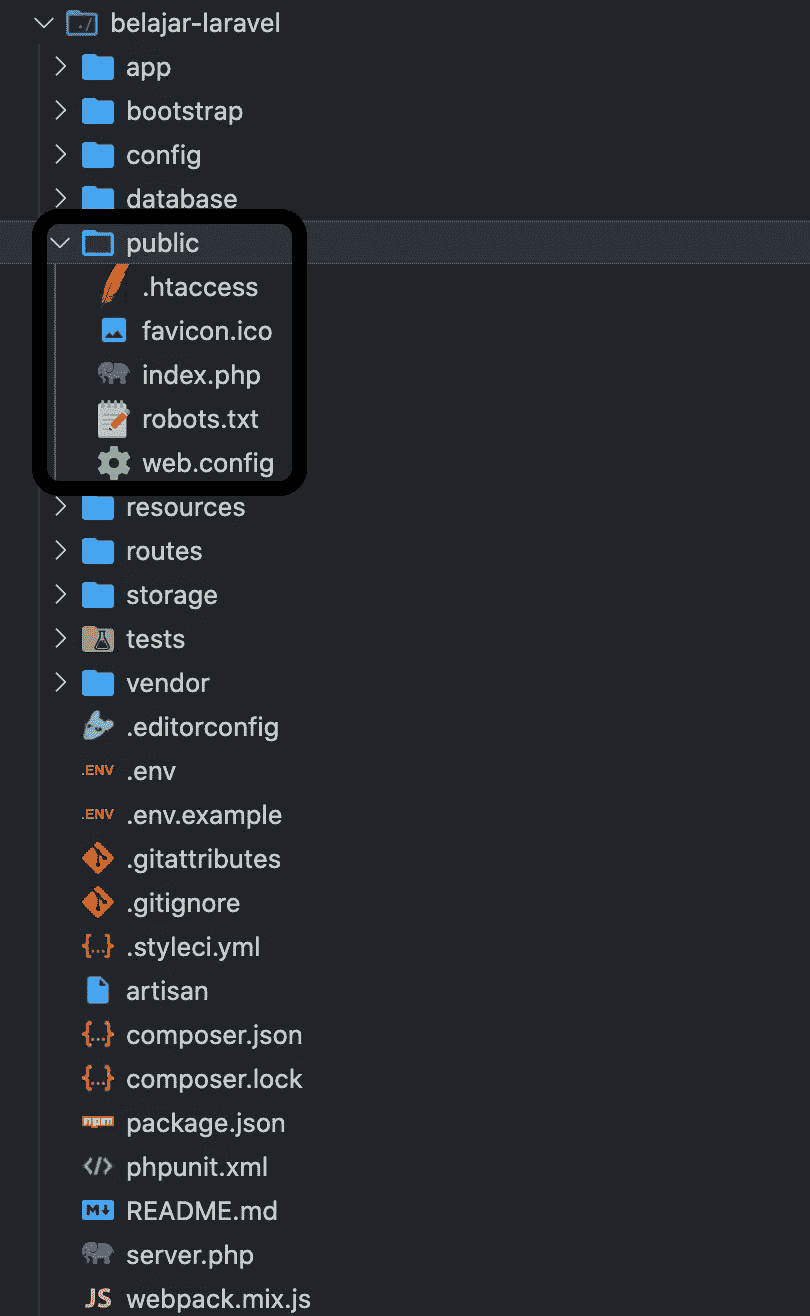 belajar-laravel
app
bootstrap
config
database
public
.htaccess
favicon.ico
index.php
robots.txt
web.config
resources
routes
storage
tests
vendor
.editorconfig
.ENV .env
.ENV .env.example
.gitattributes
.gitignore
{...} .styleci.yml
artisan
{...} composer.json
{...} composer.lock
npm package.json
</> phpunit.xml
M↓ README.md
server.php
JS webpack.mix.js